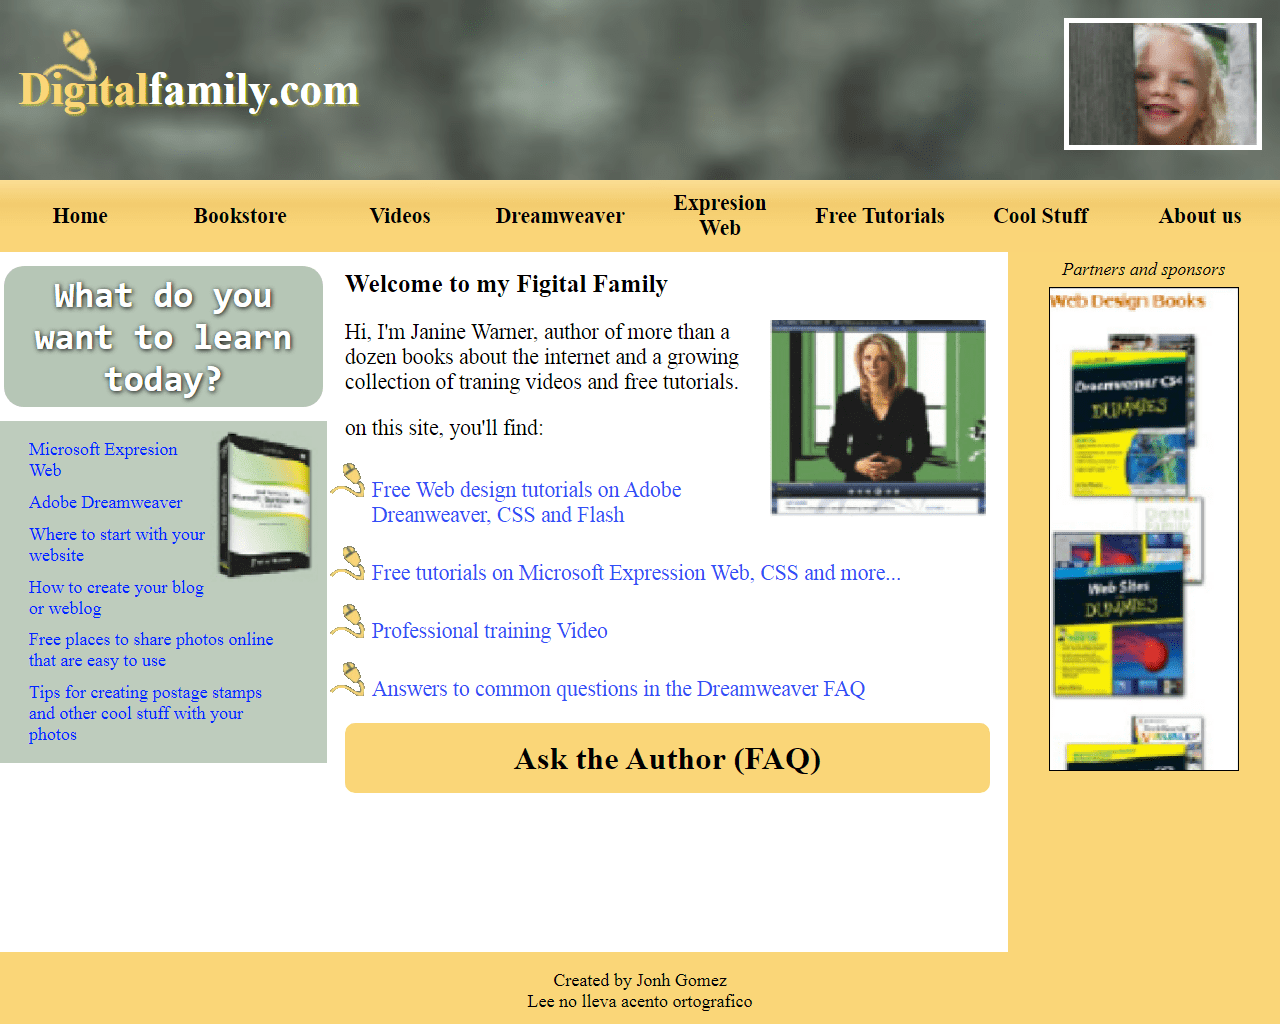 Digitalfamily.com
Home
Bookstore
Videos
Dreamweaver
Expresion
Web
Free Tutorials
Cool Stuff
About us
What do you
want to learn
today?
Microsoft Expresion
Web
Adobe Dreamweaver
Where to start with your
website
How to create your blog
or weblog
Free places to share photos online
that are easy to use
Tips for creating postage stamps
and other cool stuff with your
photos
Welcome to my Figital Family
Hi, I'm Janine Warner, author of more than a
dozen books about the internet and a growing
collection of traning videos and free tutorials.
on this site, you'll find:
Free Web design tutorials on Adobe
Dreanweaver, CSS and Flash
Free tutorials on Microsoft Expression Web, CSS and more...
Professional training Video
Answers to common questions in the Dreamweaver FAQ
Ask the Author (FAQ)
Partners and sponsors
Web Design Books
Dreamweaver CS4
DUMMIES
Digital
Family
Web Sites
DUMMIES
Created by Jonh Gomez
Lee no lleva acento ortografico